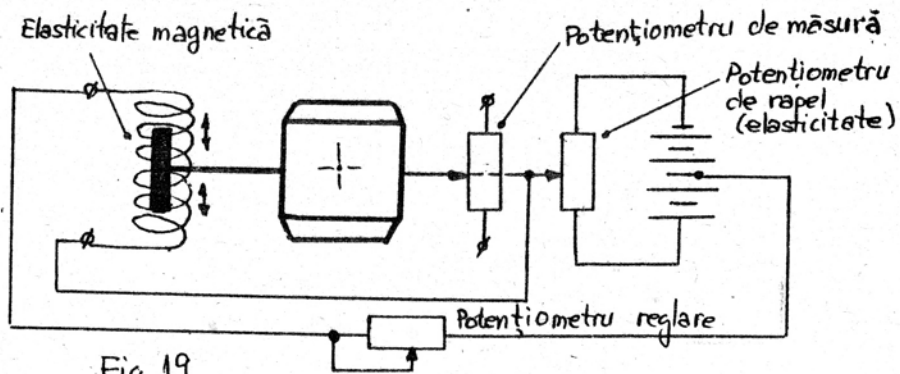 Elasticitate magnetică
Potențiometru de măsură
Potențiometru
de rapel
(elasticitate)
Potențiometru reglare
Fig. 19